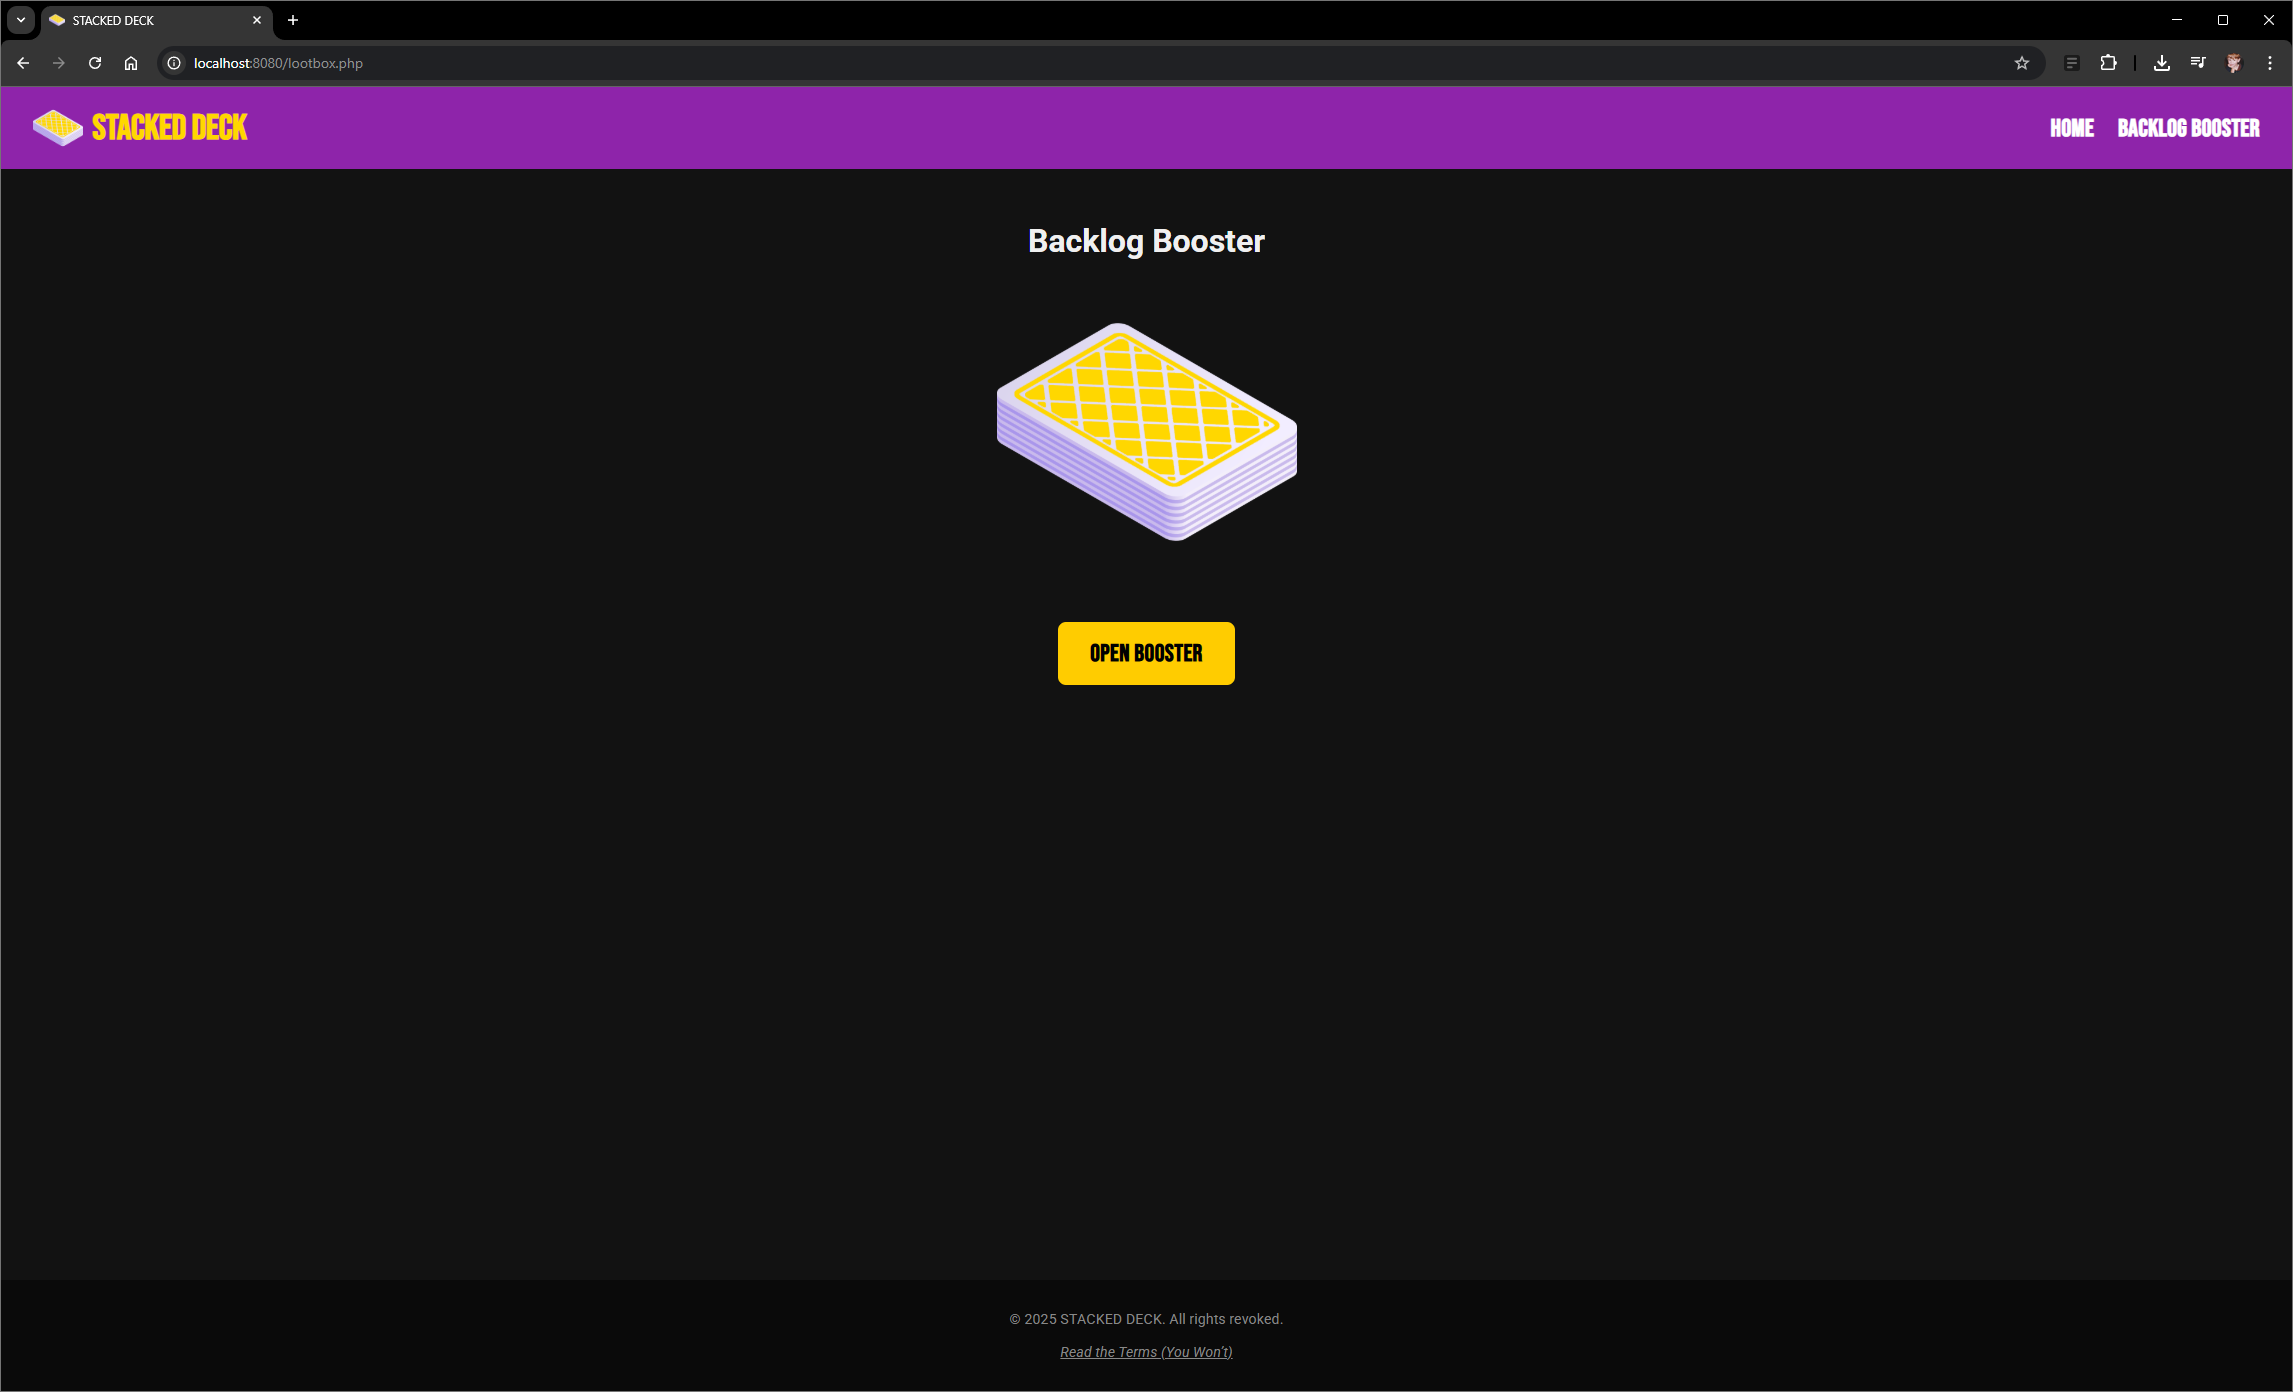 STACKED DECK
localhost:8080/lootbox.php
STACKED DECK
HOME BACKLOG BOOSTER
Backlog Booster
OPEN BOOSTER
© 2025 STACKED DECK. All rights revoked.
Read the Terms (You Won't)